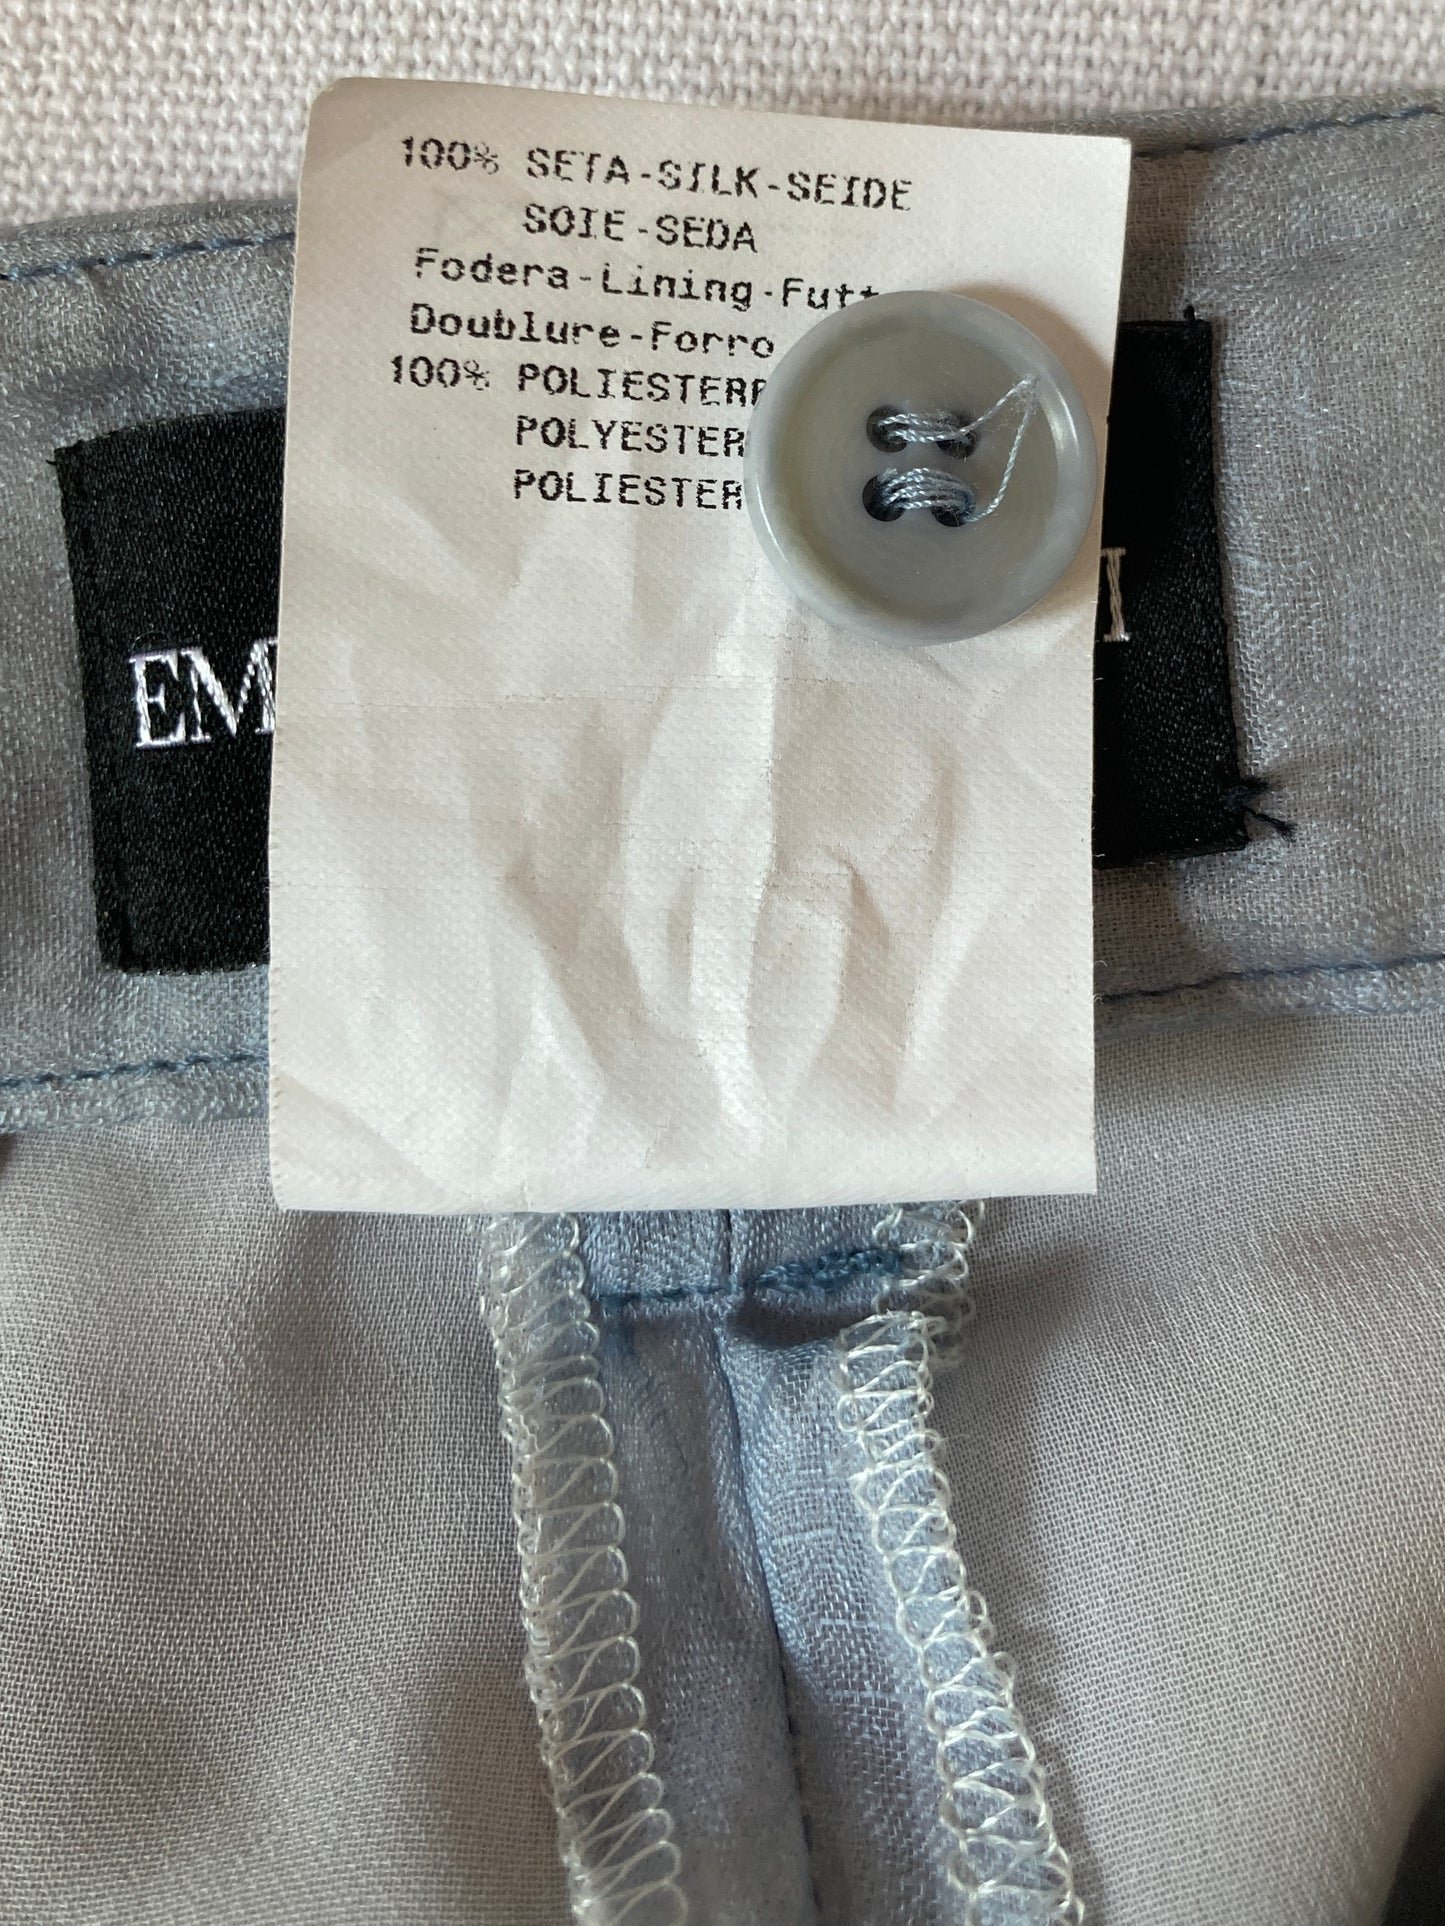 100% SETA-SILK-SEIDE
SOIE-SEDA
Fodera-Lining-Futt
Doublure-Forro
100% POLIESTERE
POLYESTER
POLIESTER
EM
I